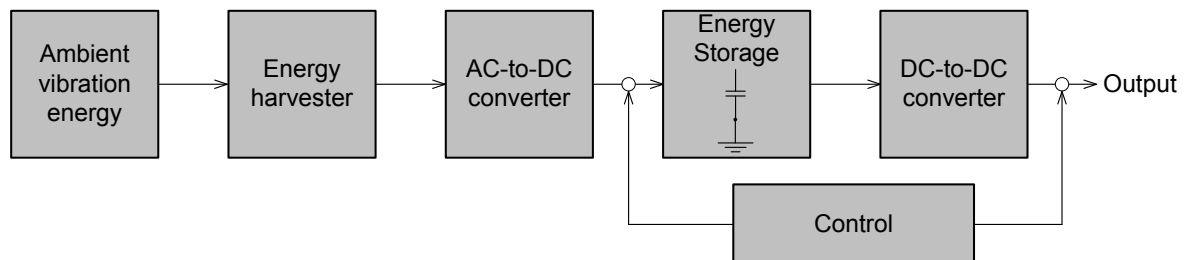 Ambient
vibration
energy
Energy
harvester
AC-to-DC
converter
Energy
Storage
DC-to-DC
converter
Output
Control